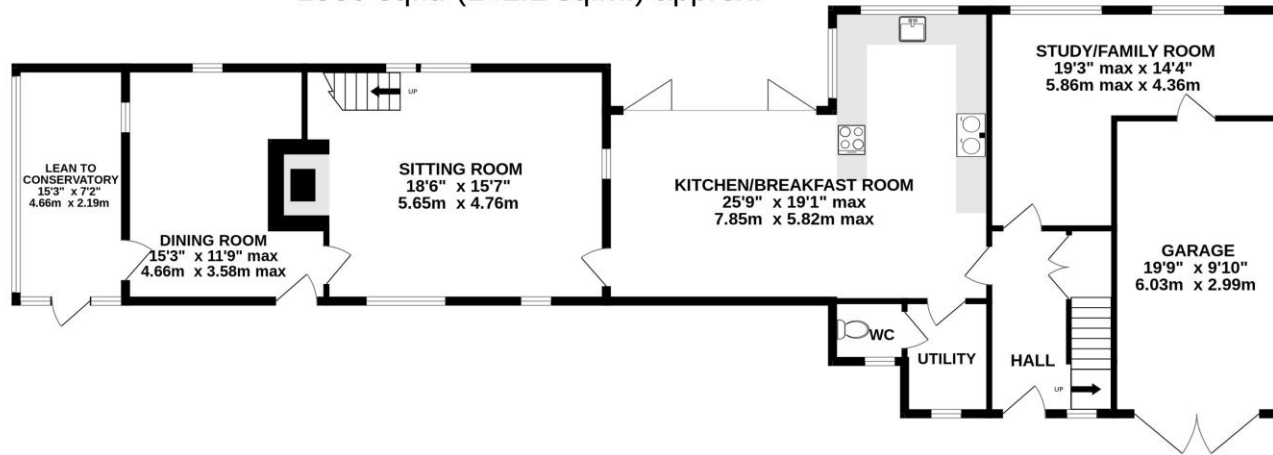 LEAN TO
CONSERVATORY
15'3" x 7'2"
4.66m x 2.19m
DINING ROOM
15'3" x 11'9" max
4.66m x 3.58m max
UP
SITTING ROOM
18'6" x 15'7"
5.65m x 4.76m
KITCHEN/BREAKFAST ROOM
25'9" x 19'1" max
7.85m x 5.82m max
STUDY/FAMILY ROOM
19'3" max x 14'4"
5.86m max x 4.36m
GARAGE
19'9" x 9'10"
6.03m x 2.99m
WC
UTILITY
HALL
UP